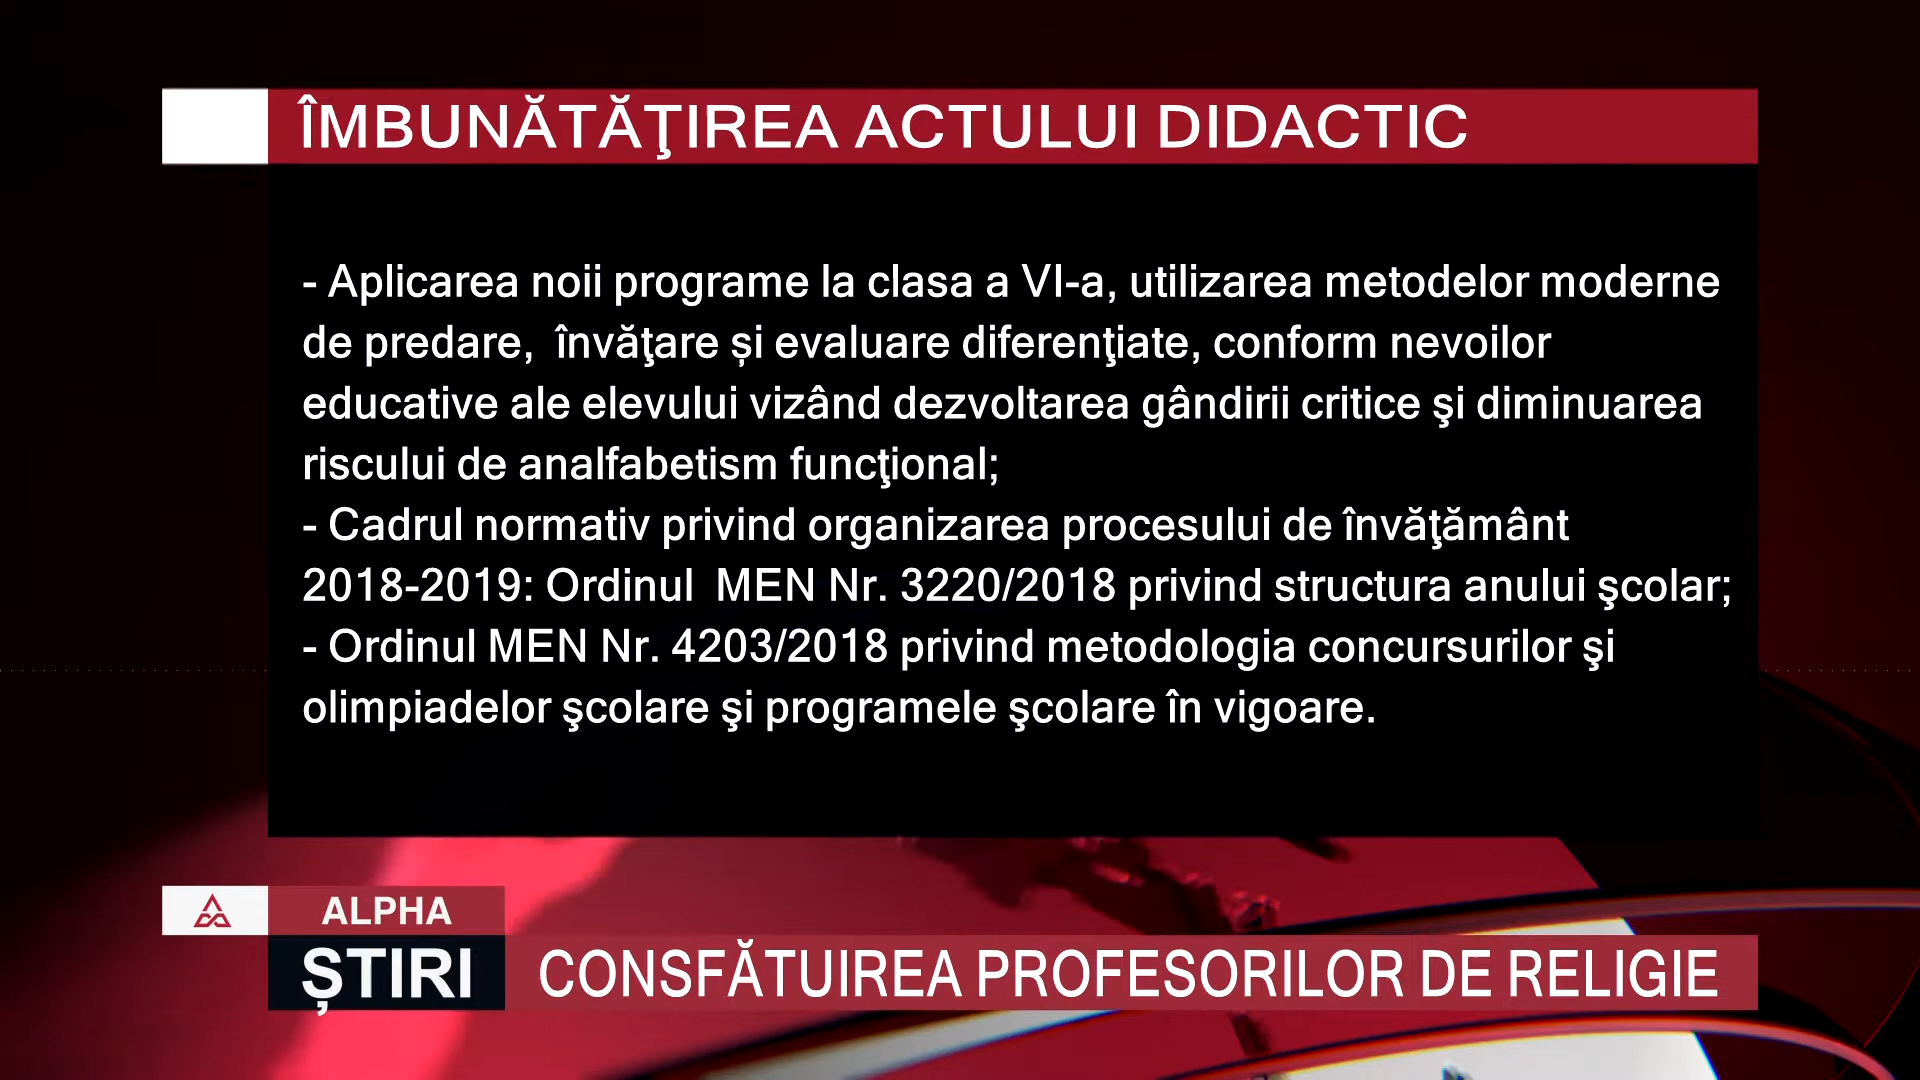 ÎMBUNĂTĂŢIREA ACTULUI DIDACTIC
- Aplicarea noii programe la clasa a VI-a, utilizarea metodelor moderne
de predare,  învăţare și evaluare diferenţiate, conform nevoilor
educative ale elevului vizând dezvoltarea gândirii critice şi diminuarea
riscului de analfabetism funcţional;
- Cadrul normativ privind organizarea procesului de învăţământ
2018-2019: Ordinul  MEN Nr. 3220/2018 privind structura anului şcolar;
- Ordinul MEN Nr. 4203/2018 privind metodologia concursurilor şi
olimpiadelor şcolare şi programele şcolare în vigoare.
ALPHA
ȘTIRI
CONSFĂTUIREA PROFESORILOR DE RELIGIE